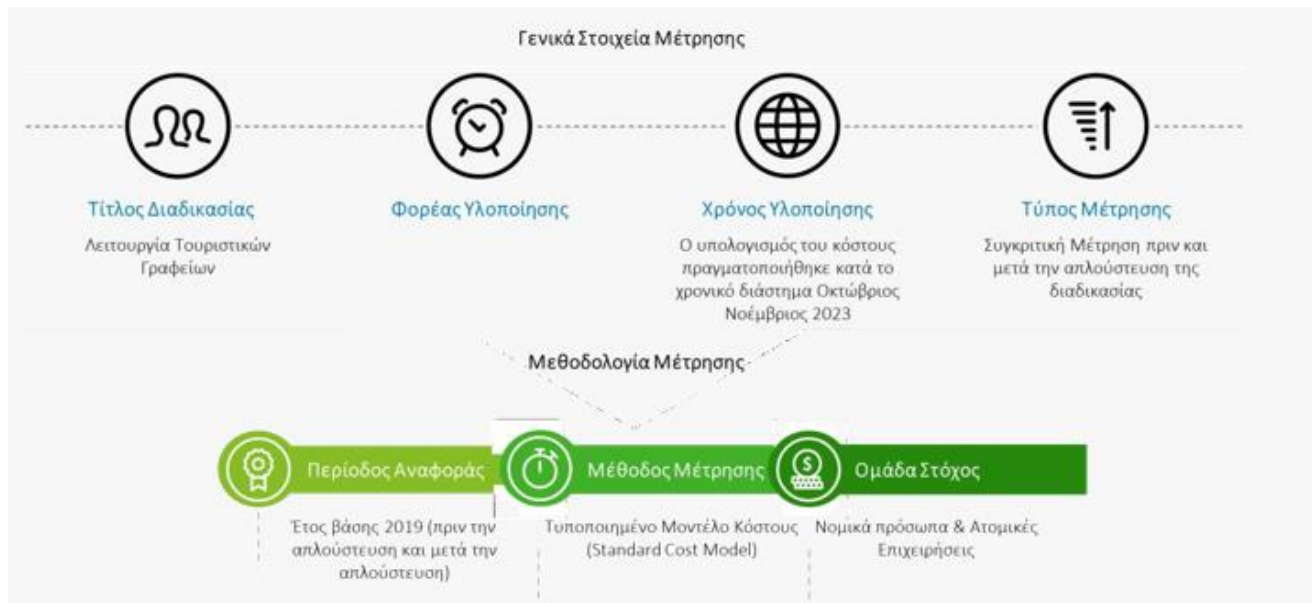 Γενικά Στοιχεία Μέτρησης
Τίτλος Διαδικασίας
Λειτουργία Τουριστικών
Γραφείων
Φορέας Υλοποίησης
Χρόνος Υλοποίησης
Ο υπολογισμός του κόστους
πραγματοποιήθηκε κατά το
χρονικό διάστημα Οκτώβριος
Νοέμβριος 2023
Τύπος Μέτρησης
Συγκριτική Μέτρηση πριν και
μετά την απλούστευση της
διαδικασίας
Μεθοδολογία Μέτρησης
Περίοδος Αναφοράς
Έτος βάσης 2019 (πριν την
απλούστευση και μετά την
απλούστευση)
Μέθοδος Μέτρησης
Τυποποιημένο Μοντέλο Κόστους
(Standard Cost Model)
$
Ομάδα Στόχος
Νομικά πρόσωπα & Ατομικές
Επιχειρήσεις